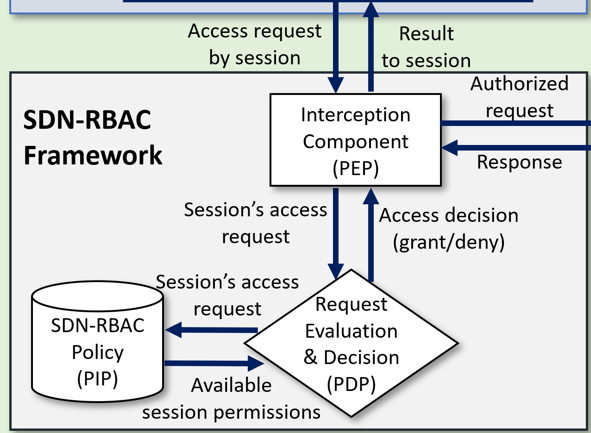 Access request
by session
Result
to session
Authorized
request
SDN-RBAC
Framework
Interception
Component
(PEP)
Response
Session's access
request
Access decision
(grant/deny)
Session's access
request
Request
Evaluation
& Decision
(PDP)
SDN-RBAC
Policy
(PIP)
Available
session permissions